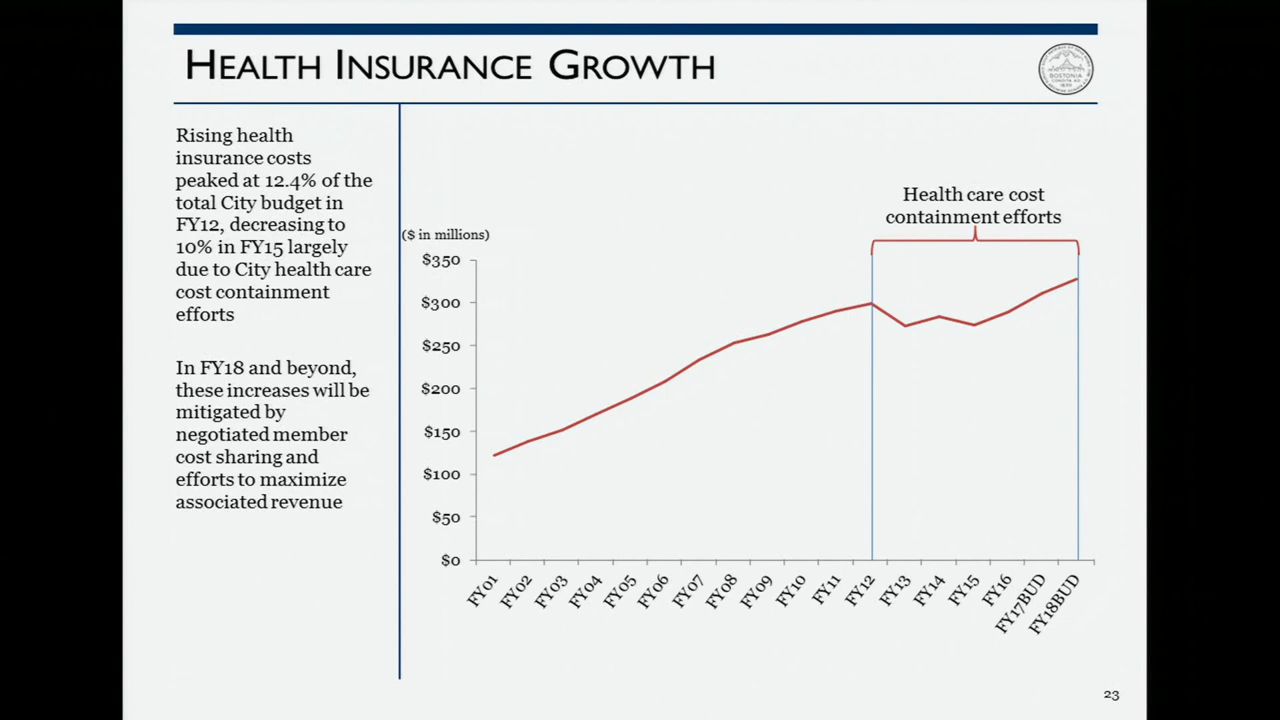 HEALTH INSURANCE GROWTH
BOSTONIA
CONDITA AD
1630
Rising health
insurance costs
peaked at 12.4% of the
total City budget in
FY12, decreasing to
10% in FY15 largely
due to City health care
cost containment
efforts
In FY18 and beyond,
these increases will be
mitigated by
negotiated member
cost sharing and
efforts to maximize
associated revenue
Health care cost
containment efforts
($ in millions)
$350
$300
$250
$200
$150
$100
$50
$0
FY01
FY02
FY03
FY04
FY05
FY06
FY07
FY08
FY09
FY10
FY11
FY12
FY13
FY14
FY15
FY16
FY17BUD
FY18BUD
23